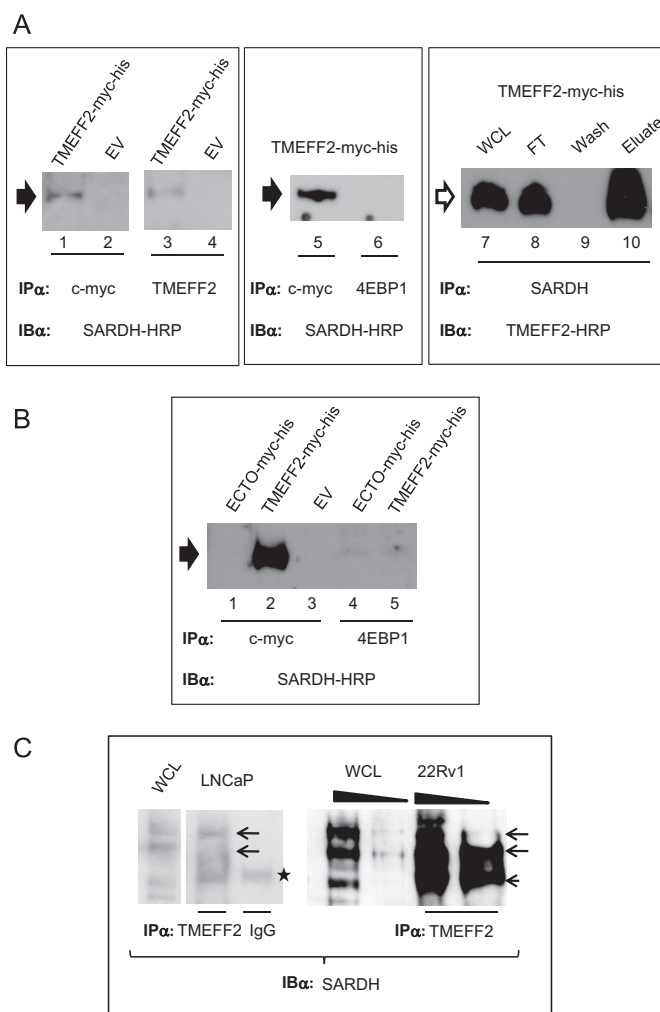 A
TMEFF2-myc-his
EV
TMEFF2-myc-his
EV
1 2 3 4
IPα: c-myc TMEFF2
IBα: SARDH-HRP
TMEFF2-myc-his
5 6
IPα: c-myc 4EBP1
IBα: SARDH-HRP
TMEFF2-myc-his
WCL FT Wash Eluate
7 8 9 10
IPα: SARDH
IBα: TMEFF2-HRP
B
ECTO-myc-his
TMEFF2-myc-his
EV
ECTO-myc-his
TMEFF2-myc-his
1 2 3 4 5
IPα: c-myc 4EBP1
IBα: SARDH-HRP
C
WCL LNCaP WCL 22Rv1
IPα: TMEFF2 IgG IPα: TMEFF2
IBα: SARDH